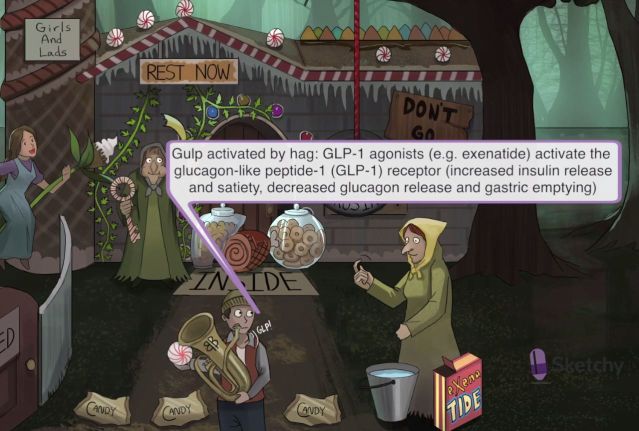 Girls
And
Lads
REST NOW
DON'T
GO
Gulp activated by hag: GLP-1 agonists (e.g. exenatide) activate the
glucagon-like peptide-1 (GLP-1) receptor (increased insulin release
and satiety, decreased glucagon release and gastric emptying)
INSIDE
GLP!
B
ED
CANDY
CANDY
CANDY
exena
TIDE
Sketchy